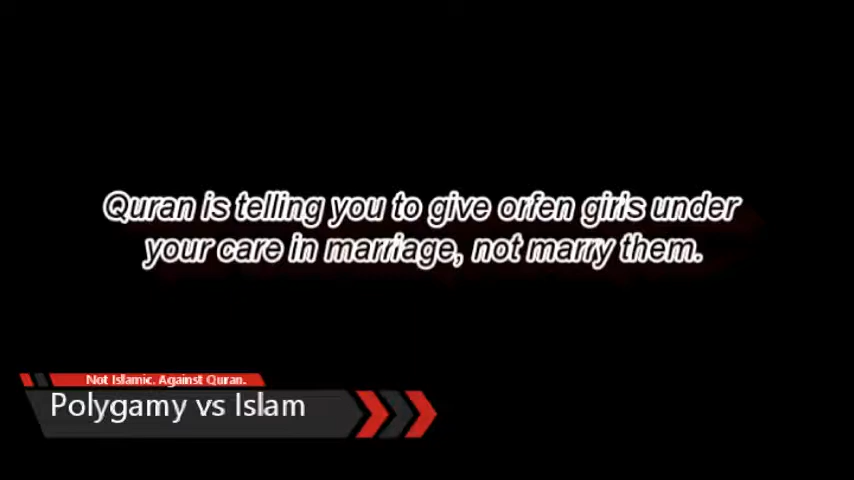 Quran is telling you to give orfen girls under
your care in marriage, not marry them.
Not Islamic. Against Quran.
Polygamy vs Islam